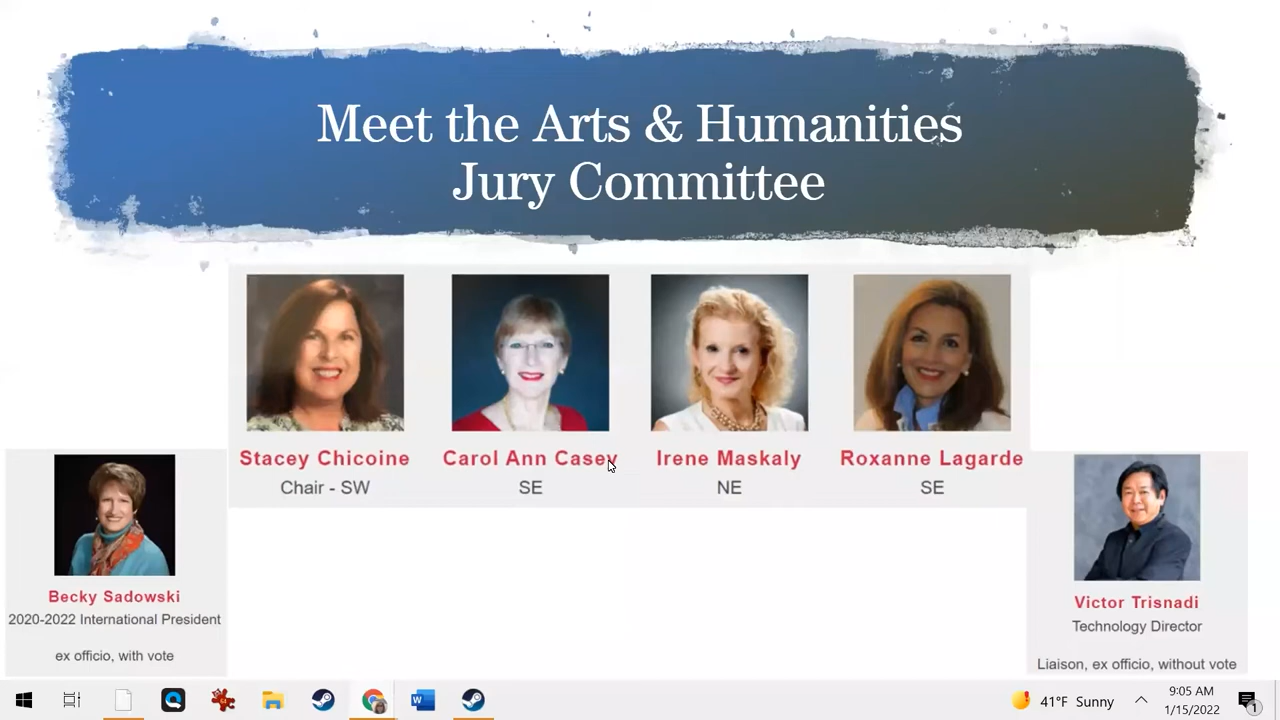 Meet the Arts & Humanities
Jury Committee
Stacey Chicoine
Chair - SW
Carol Ann Casey
SE
Irene Maskaly
NE
Roxanne Lagarde
SE
Becky Sadowski
2020-2022 International President
ex officio, with vote
Victor Trisnadi
Technology Director
Liaison, ex officio, without vote
41°F Sunny
9:05 AM
1/15/2022
1